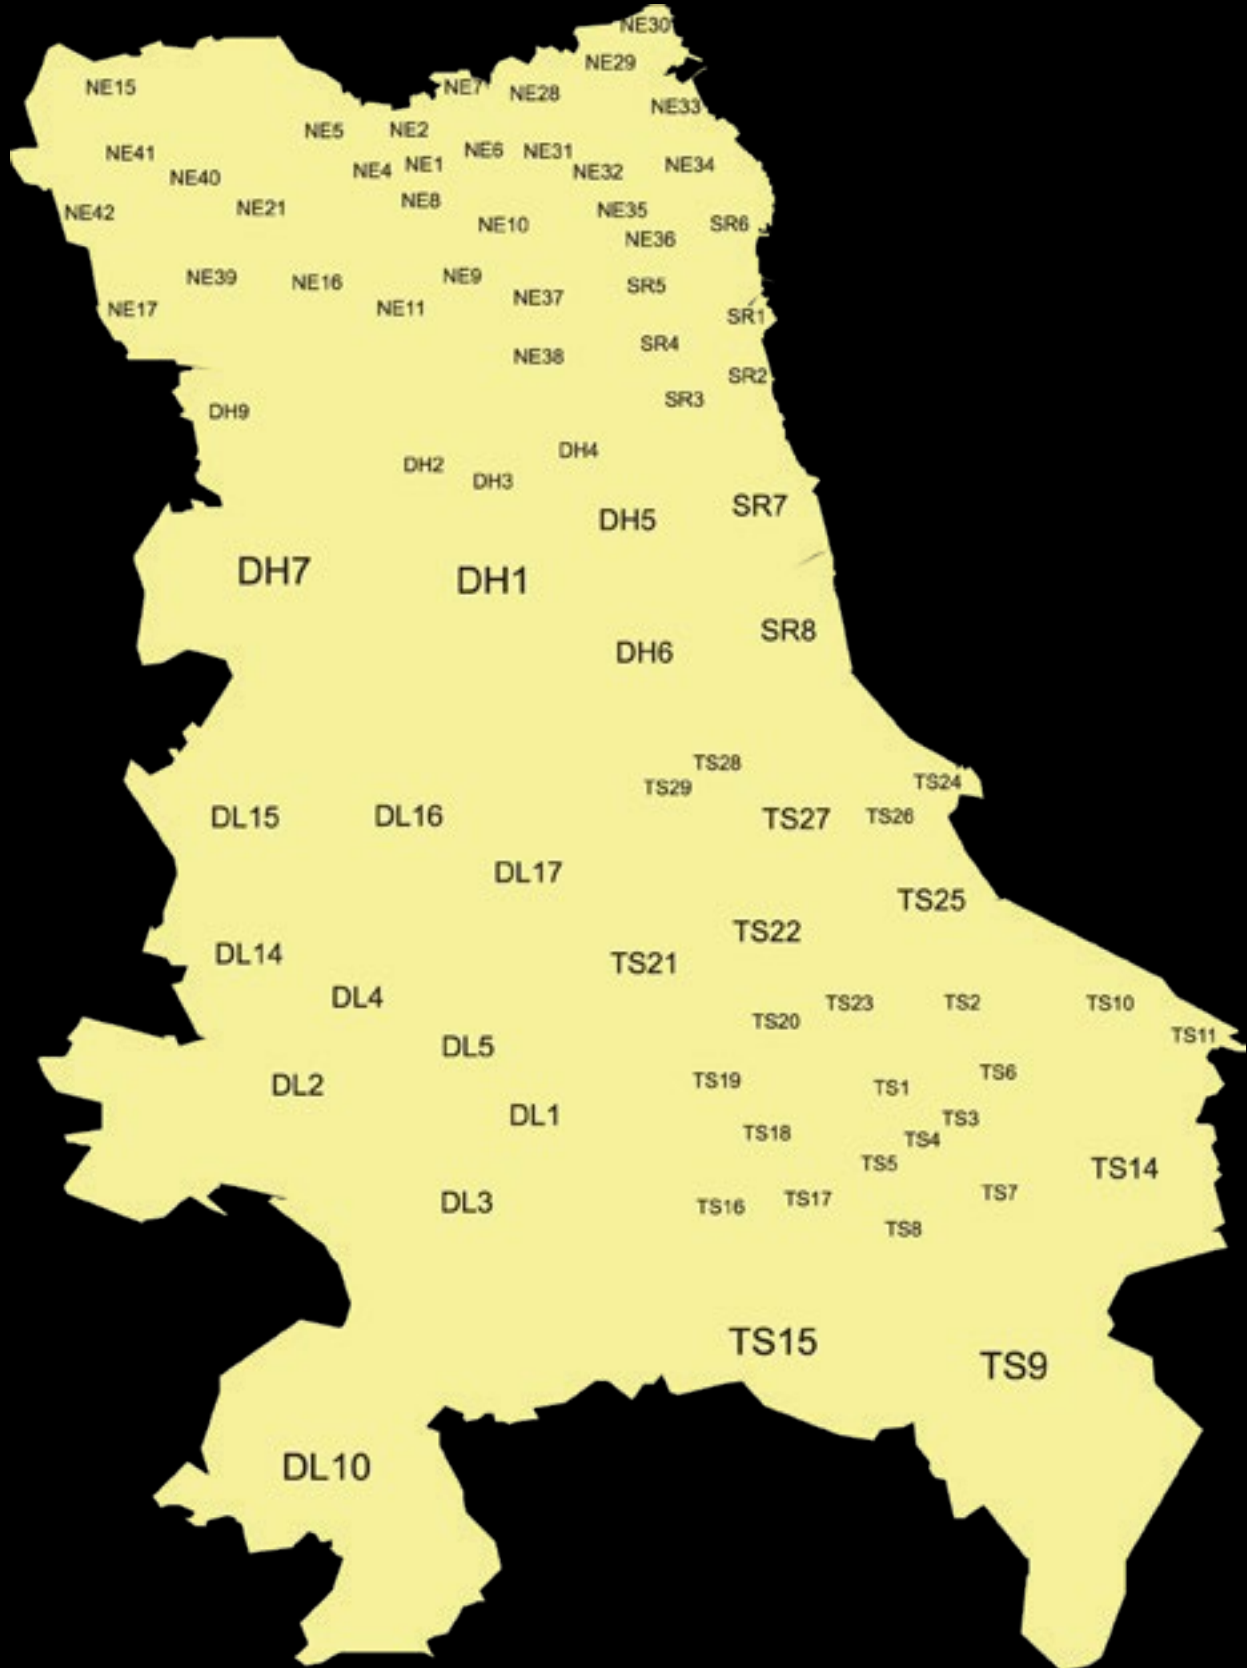 NE30
NE29
NE15
NE7
NE28
NE33
NE5
NE2
NE41
NE6
NE31
NE4
NE1
NE32
NE34
NE40
NE42
NE21
NE8
NE35
NE10
SR6
NE36
NE39
NE16
NE9
SR5
NE37
NE17
NE11
SR1
SR4
NE38
SR2
SR3
DH9
DH4
DH2
DH3
SR7
DH5
DH7
DH1
SR8
DH6
TS28
TS24
TS29
DL15
DL16
TS27
TS26
DL17
TS25
TS22
DL14
TS21
DL4
TS23
TS2
TS10
TS20
TS11
DL5
TS6
TS19
DL2
TS1
DL1
TS3
TS18
TS4
TS5
TS14
TS7
DL3
TS16
TS17
TS8
TS15
TS9
DL10